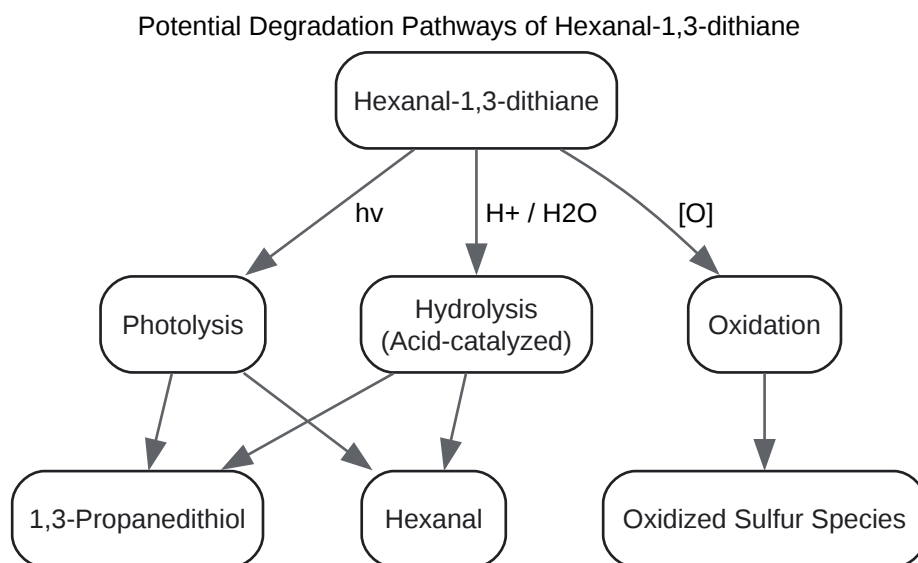 Potential Degradation Pathways of Hexanal-1,3-dithiane
Hexanal-1,3-dithiane
hv
H+ / H2O
[O]
Photolysis
Hydrolysis
(Acid-catalyzed)
Oxidation
1,3-Propanedithiol
Hexanal
Oxidized Sulfur Species